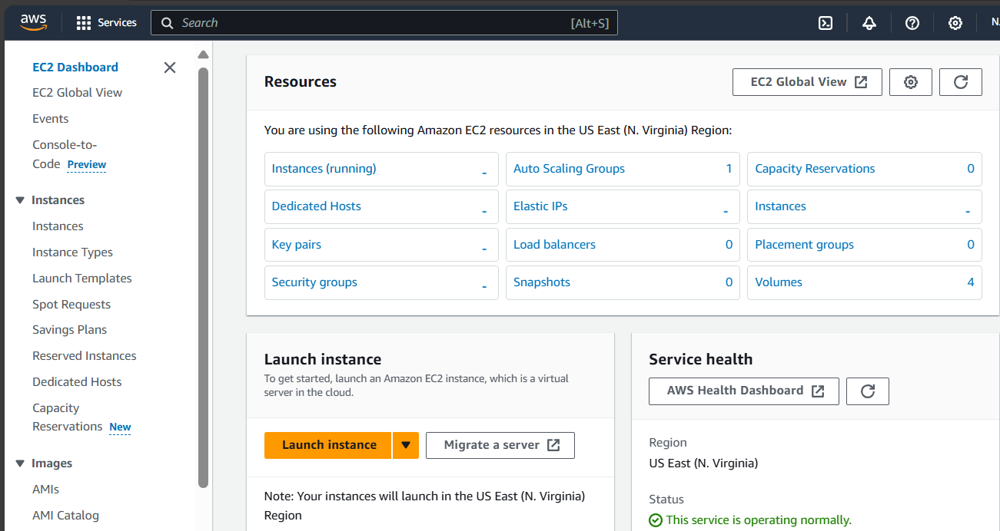 aws
Services
Search
[Alt+S]
EC2 Dashboard
EC2 Global View
Events
Console-to-
Code Preview
Instances
Instances
Instance Types
Launch Templates
Spot Requests
Savings Plans
Reserved Instances
Dedicated Hosts
Capacity
Reservations New
Images
AMIs
AMI Catalog
Resources
EC2 Global View
You are using the following Amazon EC2 resources in the US East (N. Virginia) Region:
Instances (running) -
Auto Scaling Groups 1
Capacity Reservations 0
Dedicated Hosts -
Elastic IPs -
Instances -
Key pairs -
Load balancers 0
Placement groups 0
Security groups -
Snapshots 0
Volumes 4
Launch instance
To get started, launch an Amazon EC2 instance, which is a virtual
server in the cloud.
Launch instance
Migrate a server
Note: Your instances will launch in the US East (N. Virginia)
Region
Service health
AWS Health Dashboard
Region
US East (N. Virginia)
Status
This service is operating normally.